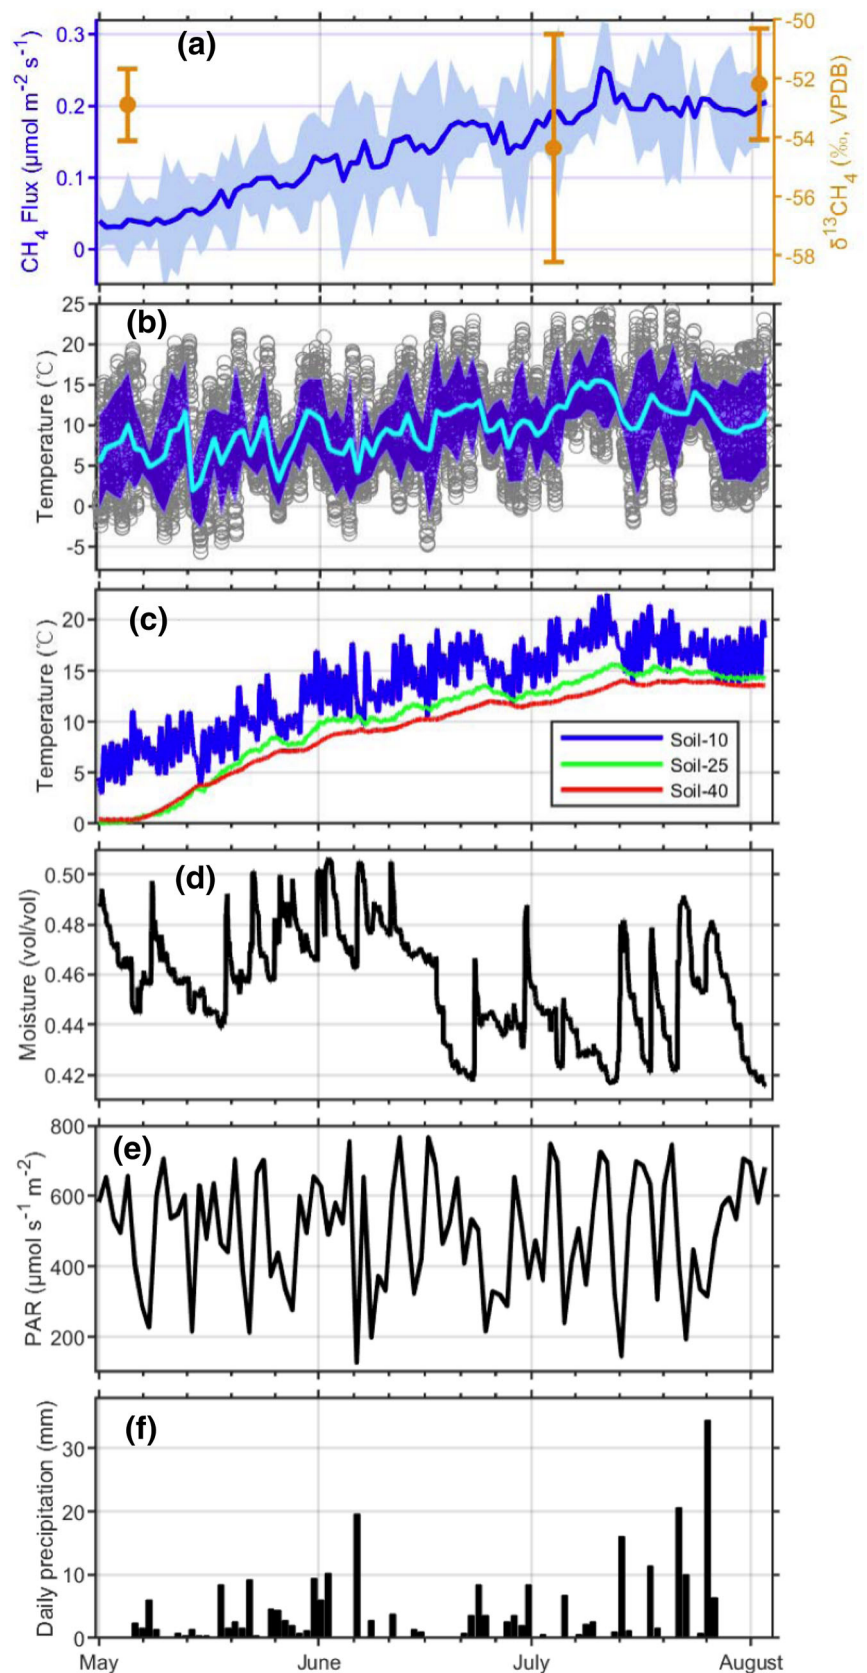 (a)
CH4 Flux (µmol m-2 s-1)
0.3
0.2
0.1
0
-50
-52
-54
-56
-58
δ13CH4 (‰, VPDB)
(b)
Temperature (℃)
25
20
15
10
5
0
-5
(c)
Temperature (℃)
20
15
10
5
0
Soil-10
Soil-25
Soil-40
(d)
Moisture (vol/vol)
0.50
0.48
0.46
0.44
0.42
(e)
PAR (µmol s-1 m-2)
800
600
400
200
(f)
Daily precipitation (mm)
30
20
10
0
May June July August